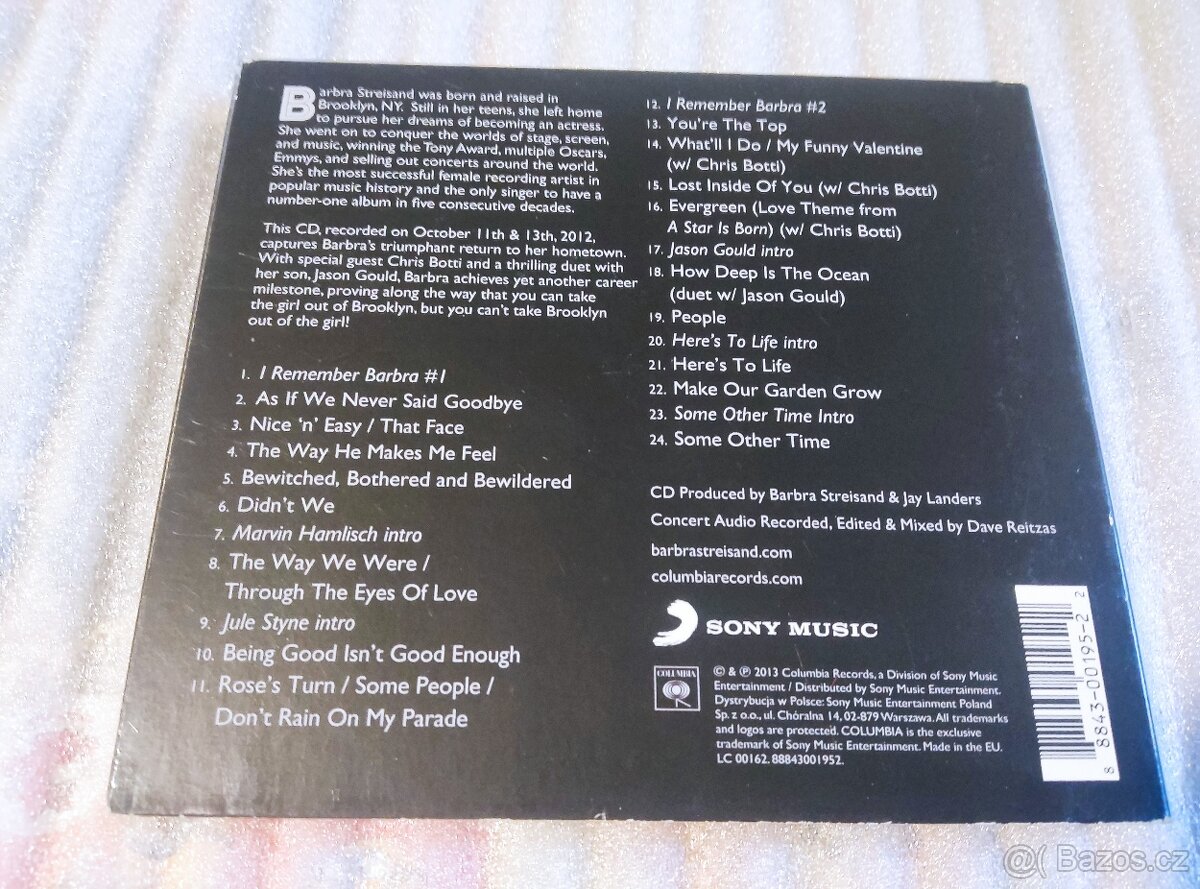 Barbra Streisand was born and raised in
Brooklyn, NY. Still in her teens, she left home
to pursue her dreams of becoming an actress.
She went on to conquer the worlds of stage, screen,
and music, winning the Tony Award, multiple Oscars,
Emmys, and selling out concerts around the world.
She's the most successful female recording artist in
popular music history and the only singer to have a
number-one album in five consecutive decades.
This CD, recorded on October 11th & 13th, 2012,
captures Barbra's triumphant return to her hometown.
With special guest Chris Botti and a thrilling duet with
her son, Jason Gould, Barbra achieves yet another career
milestone, proving along the way that you can take
the girl out of Brooklyn, but you can't take Brooklyn
out of the girl!
1. I Remember Barbra #1
2. As If We Never Said Goodbye
3. Nice 'n' Easy / That Face
4. The Way He Makes Me Feel
5. Bewitched, Bothered and Bewildered
6. Didn't We
7. Marvin Hamlisch intro
8. The Way We Were /
Through The Eyes Of Love
9. Jule Styne intro
10. Being Good Isn't Good Enough
11. Rose's Turn / Some People /
Don't Rain On My Parade
12. I Remember Barbra #2
13. You're The Top
14. What'll I Do / My Funny Valentine
(w/ Chris Botti)
15. Lost Inside Of You (w/ Chris Botti)
16. Evergreen (Love Theme from
A Star Is Born) (w/ Chris Botti)
17. Jason Gould intro
18. How Deep Is The Ocean
(duet w/ Jason Gould)
19. People
20. Here's To Life intro
21. Here's To Life
22. Make Our Garden Grow
23. Some Other Time Intro
24. Some Other Time
CD Produced by Barbra Streisand & Jay Landers
Concert Audio Recorded, Edited & Mixed by Dave Reitzas
barbrastreisand.com
columbiarecords.com
SONY MUSIC
COLUMBIA
© & ℗ 2013 Columbia Records, a Division of Sony Music
Entertainment / Distributed by Sony Music Entertainment.
Dystrybucja w Polsce: Sony Music Entertainment Poland
Sp. z o.o., ul. Chóralna 14, 02-879 Warszawa. All trademarks
and logos are protected. COLUMBIA is the exclusive
trademark of Sony Music Entertainment. Made in the EU.
LC 00162. 88843001952.
8 8843-00195-2 2
@( Bazos.cz